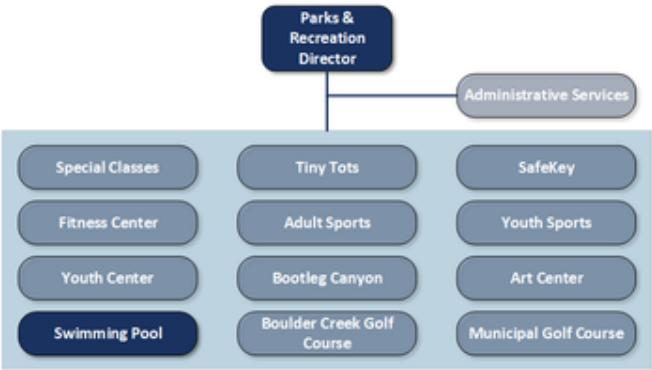 Parks &
Recreation
Director
Administrative Services
Special Classes
Tiny Tots
SafeKey
Fitness Center
Adult Sports
Youth Sports
Youth Center
Bootleg Canyon
Art Center
Swimming Pool
Boulder Creek Golf
Course
Municipal Golf Course